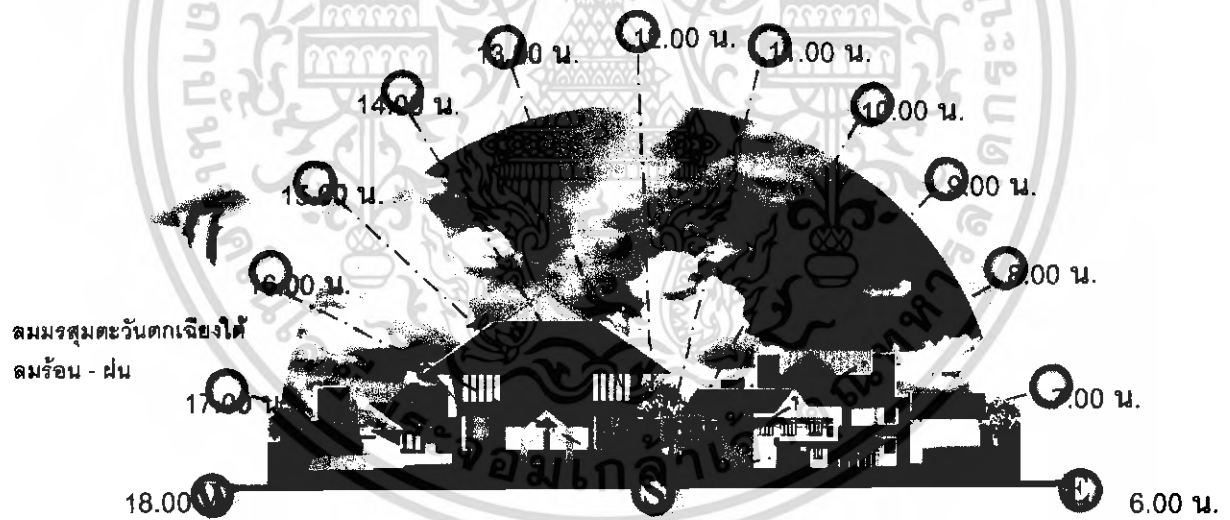 12.00 น.
13.00 น.
11.00 น.
14.00 น.
10.00 น.
15.00 น.
9.00 น.
16.00 น.
8.00 น.
ลมมรสุมตะวันตกเฉียงใต้
ลมร้อน - ฝน
17.00 น.
7.00 น.
18.00 W
S
E
6.00 น.